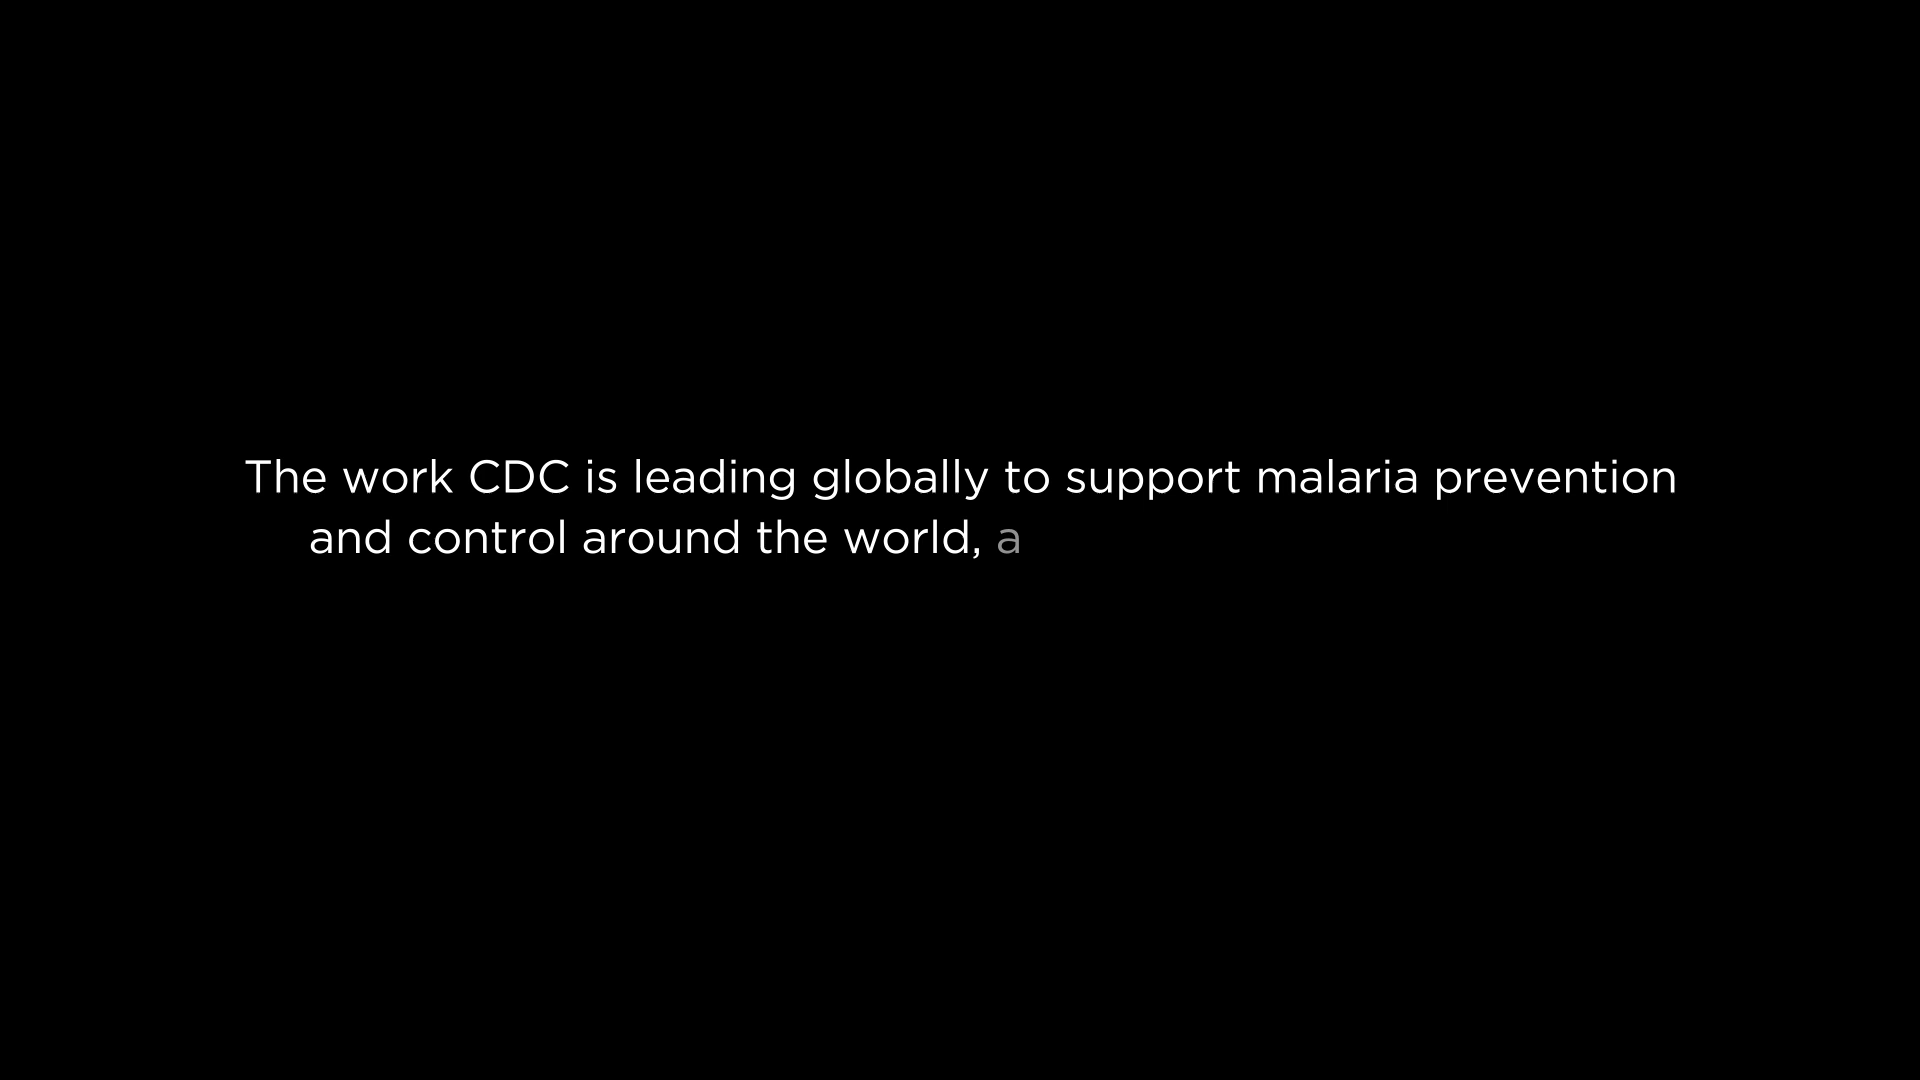 The work CDC is leading globally to support malaria prevention
and control around the world, a